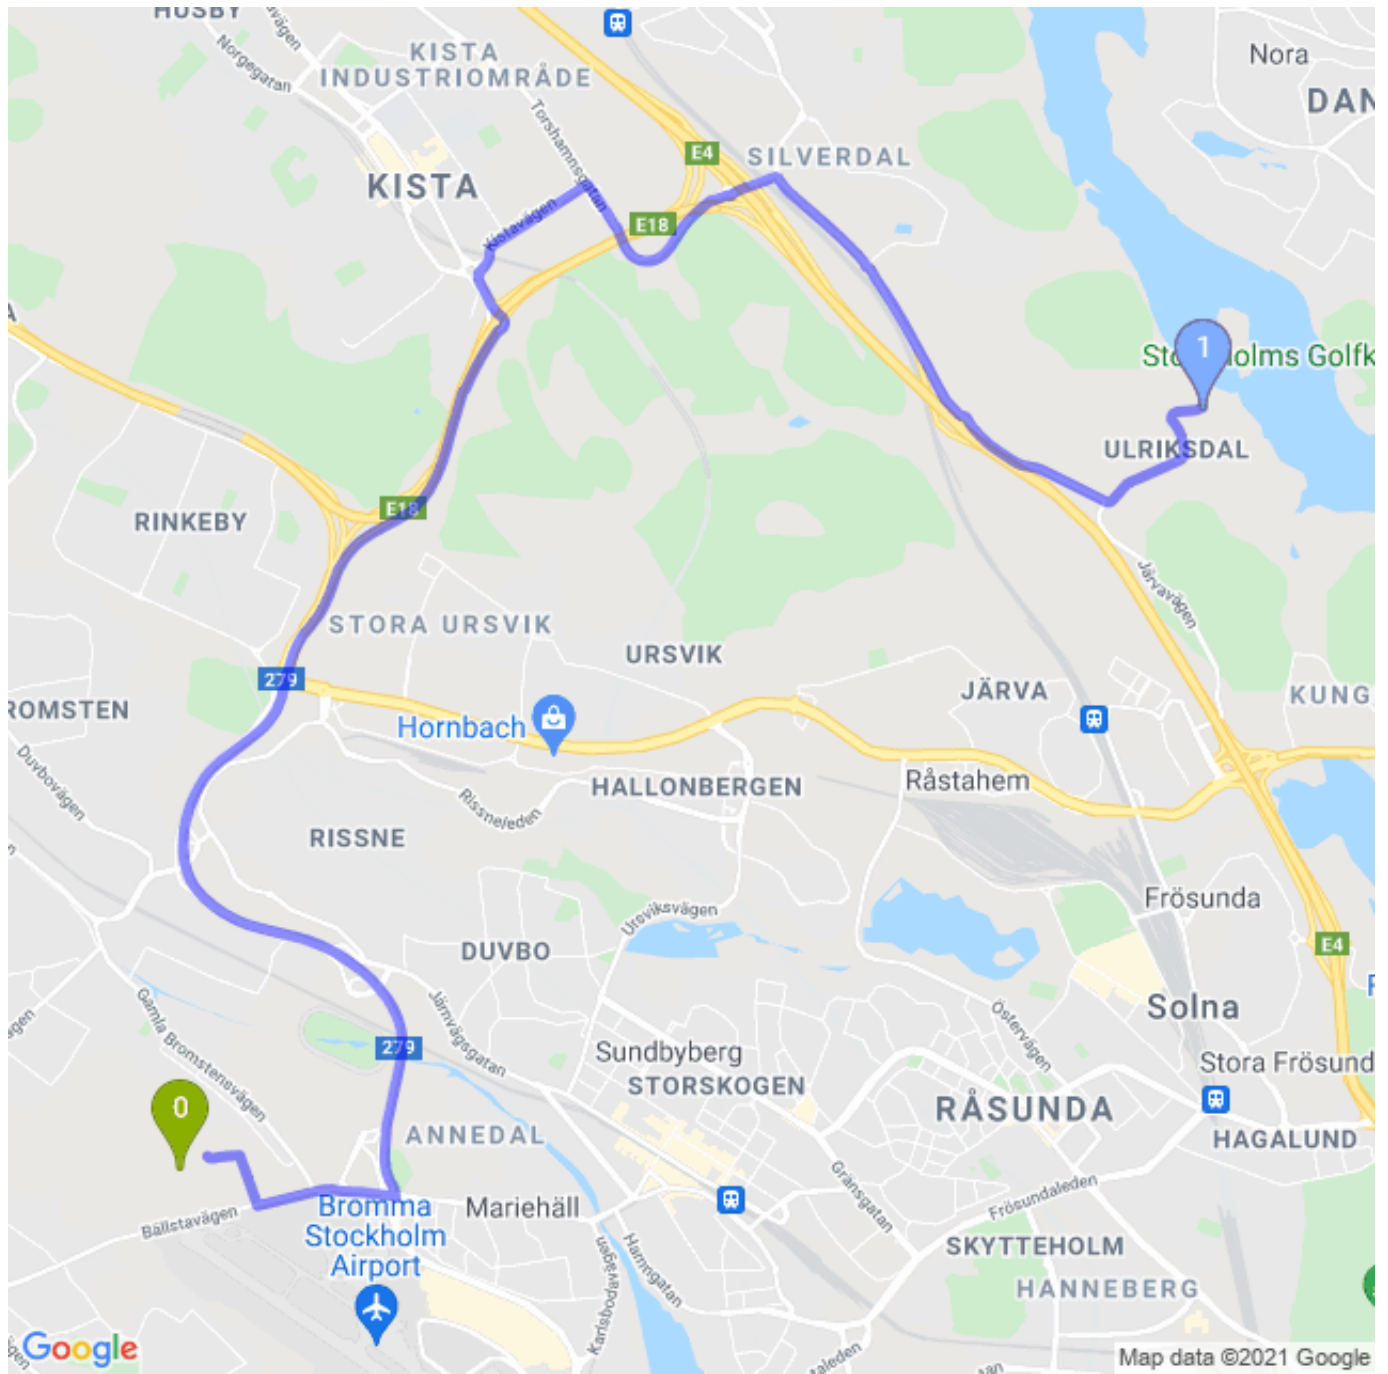 HUSBY
Norgegatan
KISTA
INDUSTRIOMRÅDE
Torshamnsgatan
Nora
DAN
E4
SILVERDAL
KISTA
Kistavägen
E18
1
Golfk
ULRIKSDAL
E18
RINKEBY
Järvavägen
STORA URSVIK
URSVIK
279
JÄRVA
KUNG
ROMSTEN
Hornbach
Duvbovägen
HALLONBERGEN
Råstahem
Rissneleden
RISSNE
Frösunda
Ursviksvägen
DUVBO
E4
Gamla Bromstensvägen
Järnvägsgatan
Solna
Östervägen
279
Sundbyberg
STORSKOGEN
Stora Frösund
0
RÅSUNDA
ANNEDAL
HAGALUND
Gränsgatan
Frösundaleden
Bällstavägen
Bromma
Stockholm
Airport
Mariehäll
SKYTTEHOLM
Hamngatan
Karlsbodavägen
HANNEBERG
Google
Map data ©2021 Google